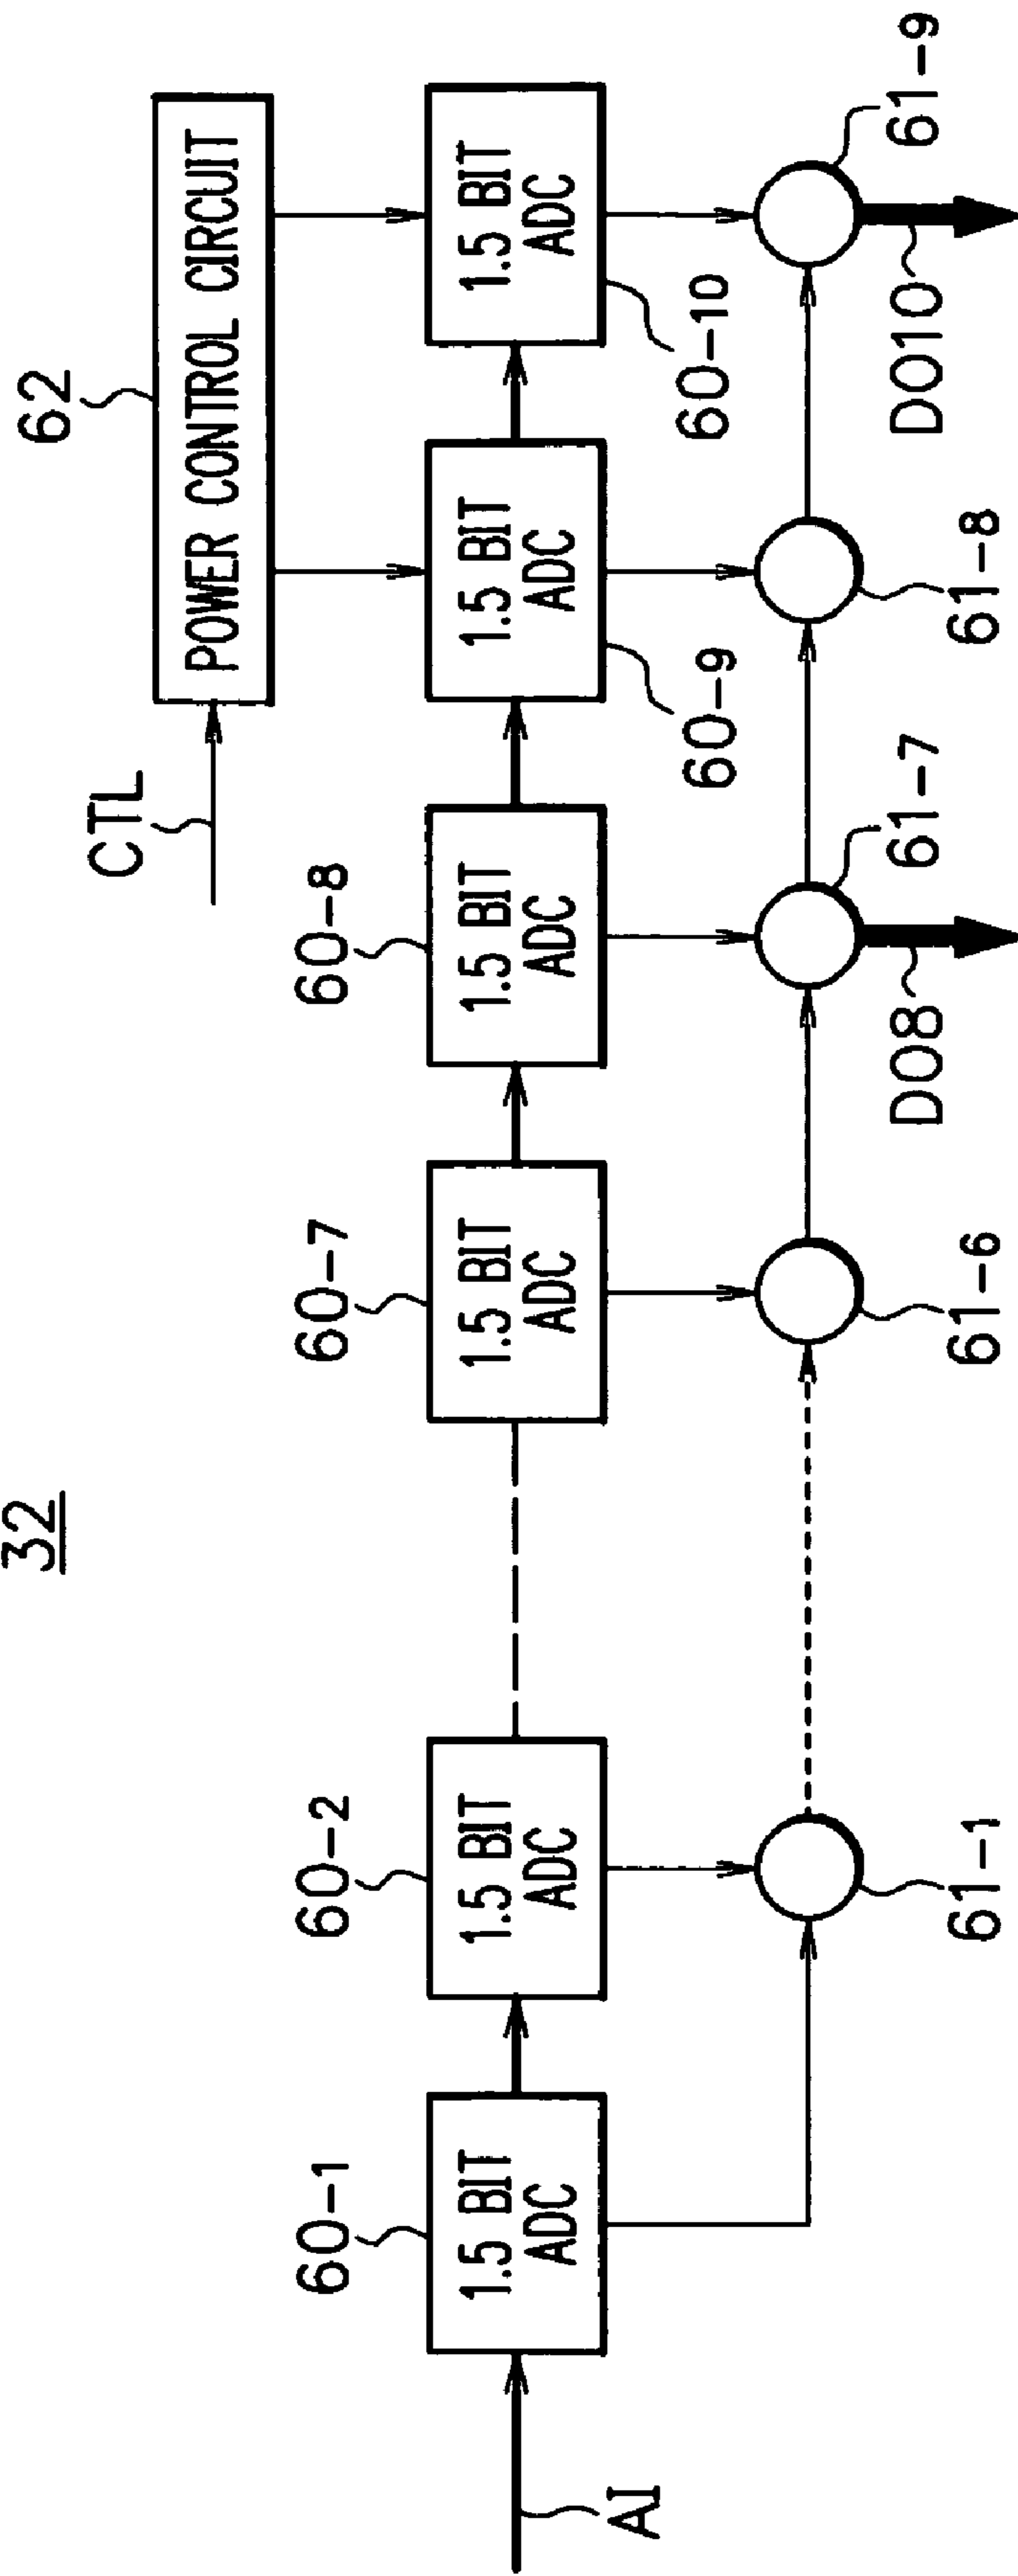 32
62
POWER CONTROL CIRCUIT
CTL
60-1
60-2
60-7
60-8
1.5 BIT
ADC
1.5 BIT
ADC
1.5 BIT
ADC
1.5 BIT
ADC
1.5 BIT
ADC
1.5 BIT
ADC
AI
60-9
60-10
61-1
61-6
61-7
61-8
61-9
DO8
DO10